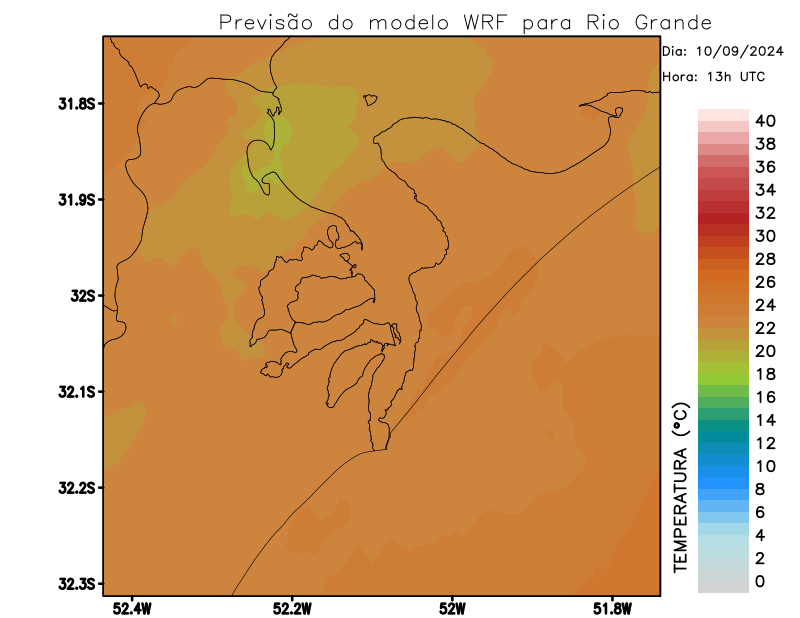 Previsão do modelo WRF para Rio Grande
Dia: 10/09/2024
Hora: 13h UTC
31.8S
31.9S
32S
32.1S
32.2S
32.3S
52.4W
52.2W
52W
51.8W
40
38
36
34
32
30
28
26
24
22
20
18
16
14
12
10
8
6
4
2
0
TEMPERATURA (°C)